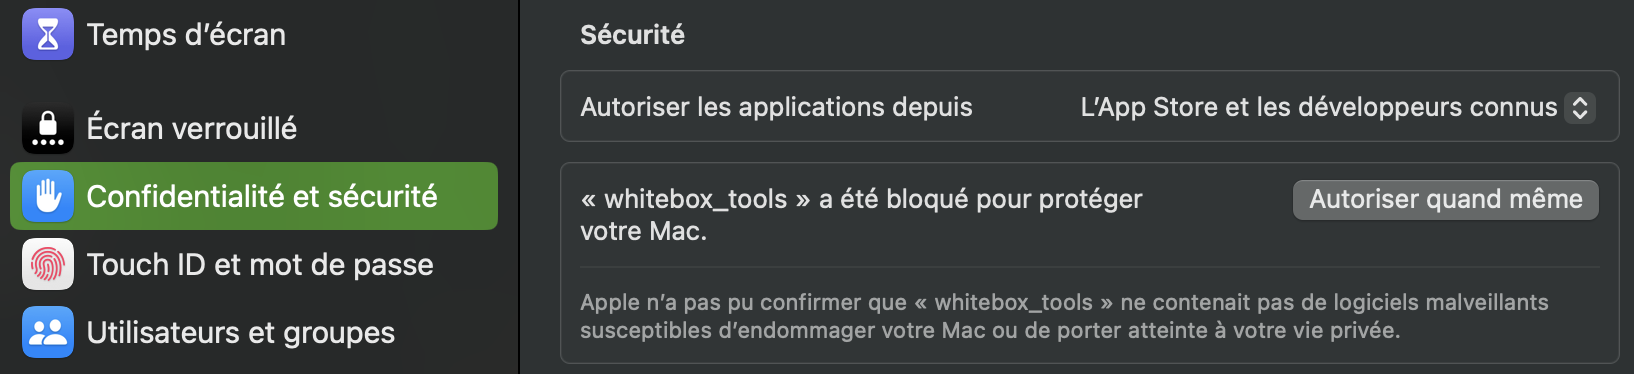 Temps d’écran
Écran verrouillé
Confidentialité et sécurité
Touch ID et mot de passe
Utilisateurs et groupes
Sécurité
Autoriser les applications depuis
L’App Store et les développeurs connus
« whitebox_tools » a été bloqué pour protéger
votre Mac.
Autoriser quand même
Apple n’a pas pu confirmer que « whitebox_tools » ne contenait pas de logiciels malveillants
susceptibles d’endommager votre Mac ou de porter atteinte à votre vie privée.